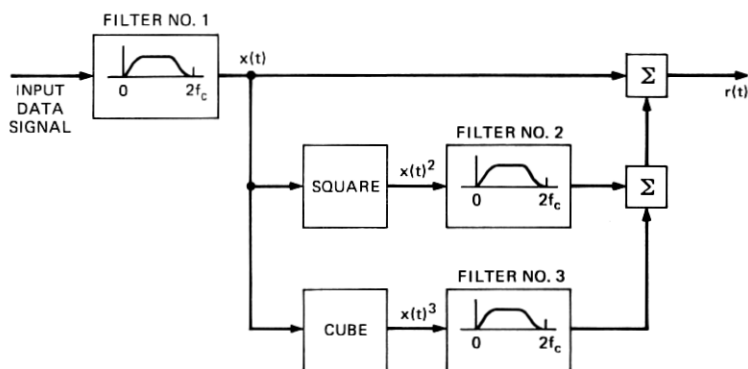 FILTER NO. 1
x(t)
0 2fc
INPUT
DATA
SIGNAL
Σ
r(t)
FILTER NO. 2
SQUARE
x(t)²
0 2fc
Σ
FILTER NO. 3
CUBE
x(t)³
0 2fc